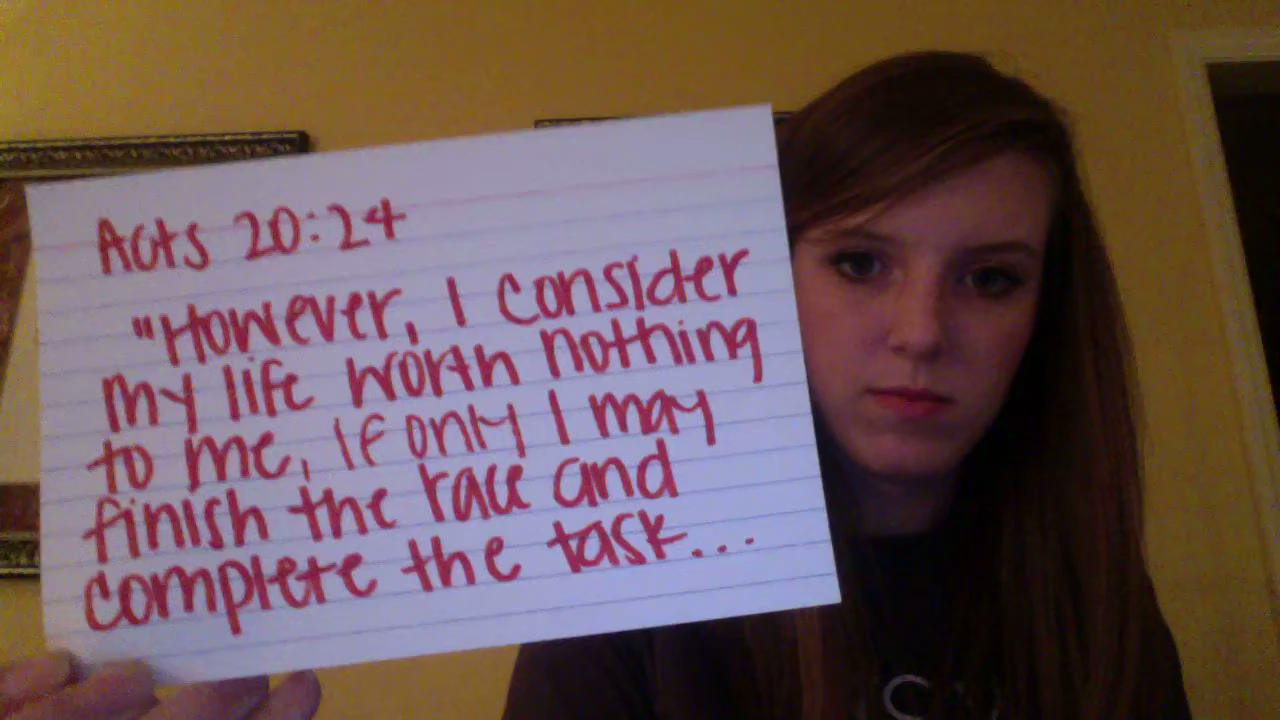 Acts 20:24
"However, I consider
my life worth nothing
to me, if only I may
finish the race and
complete the task...